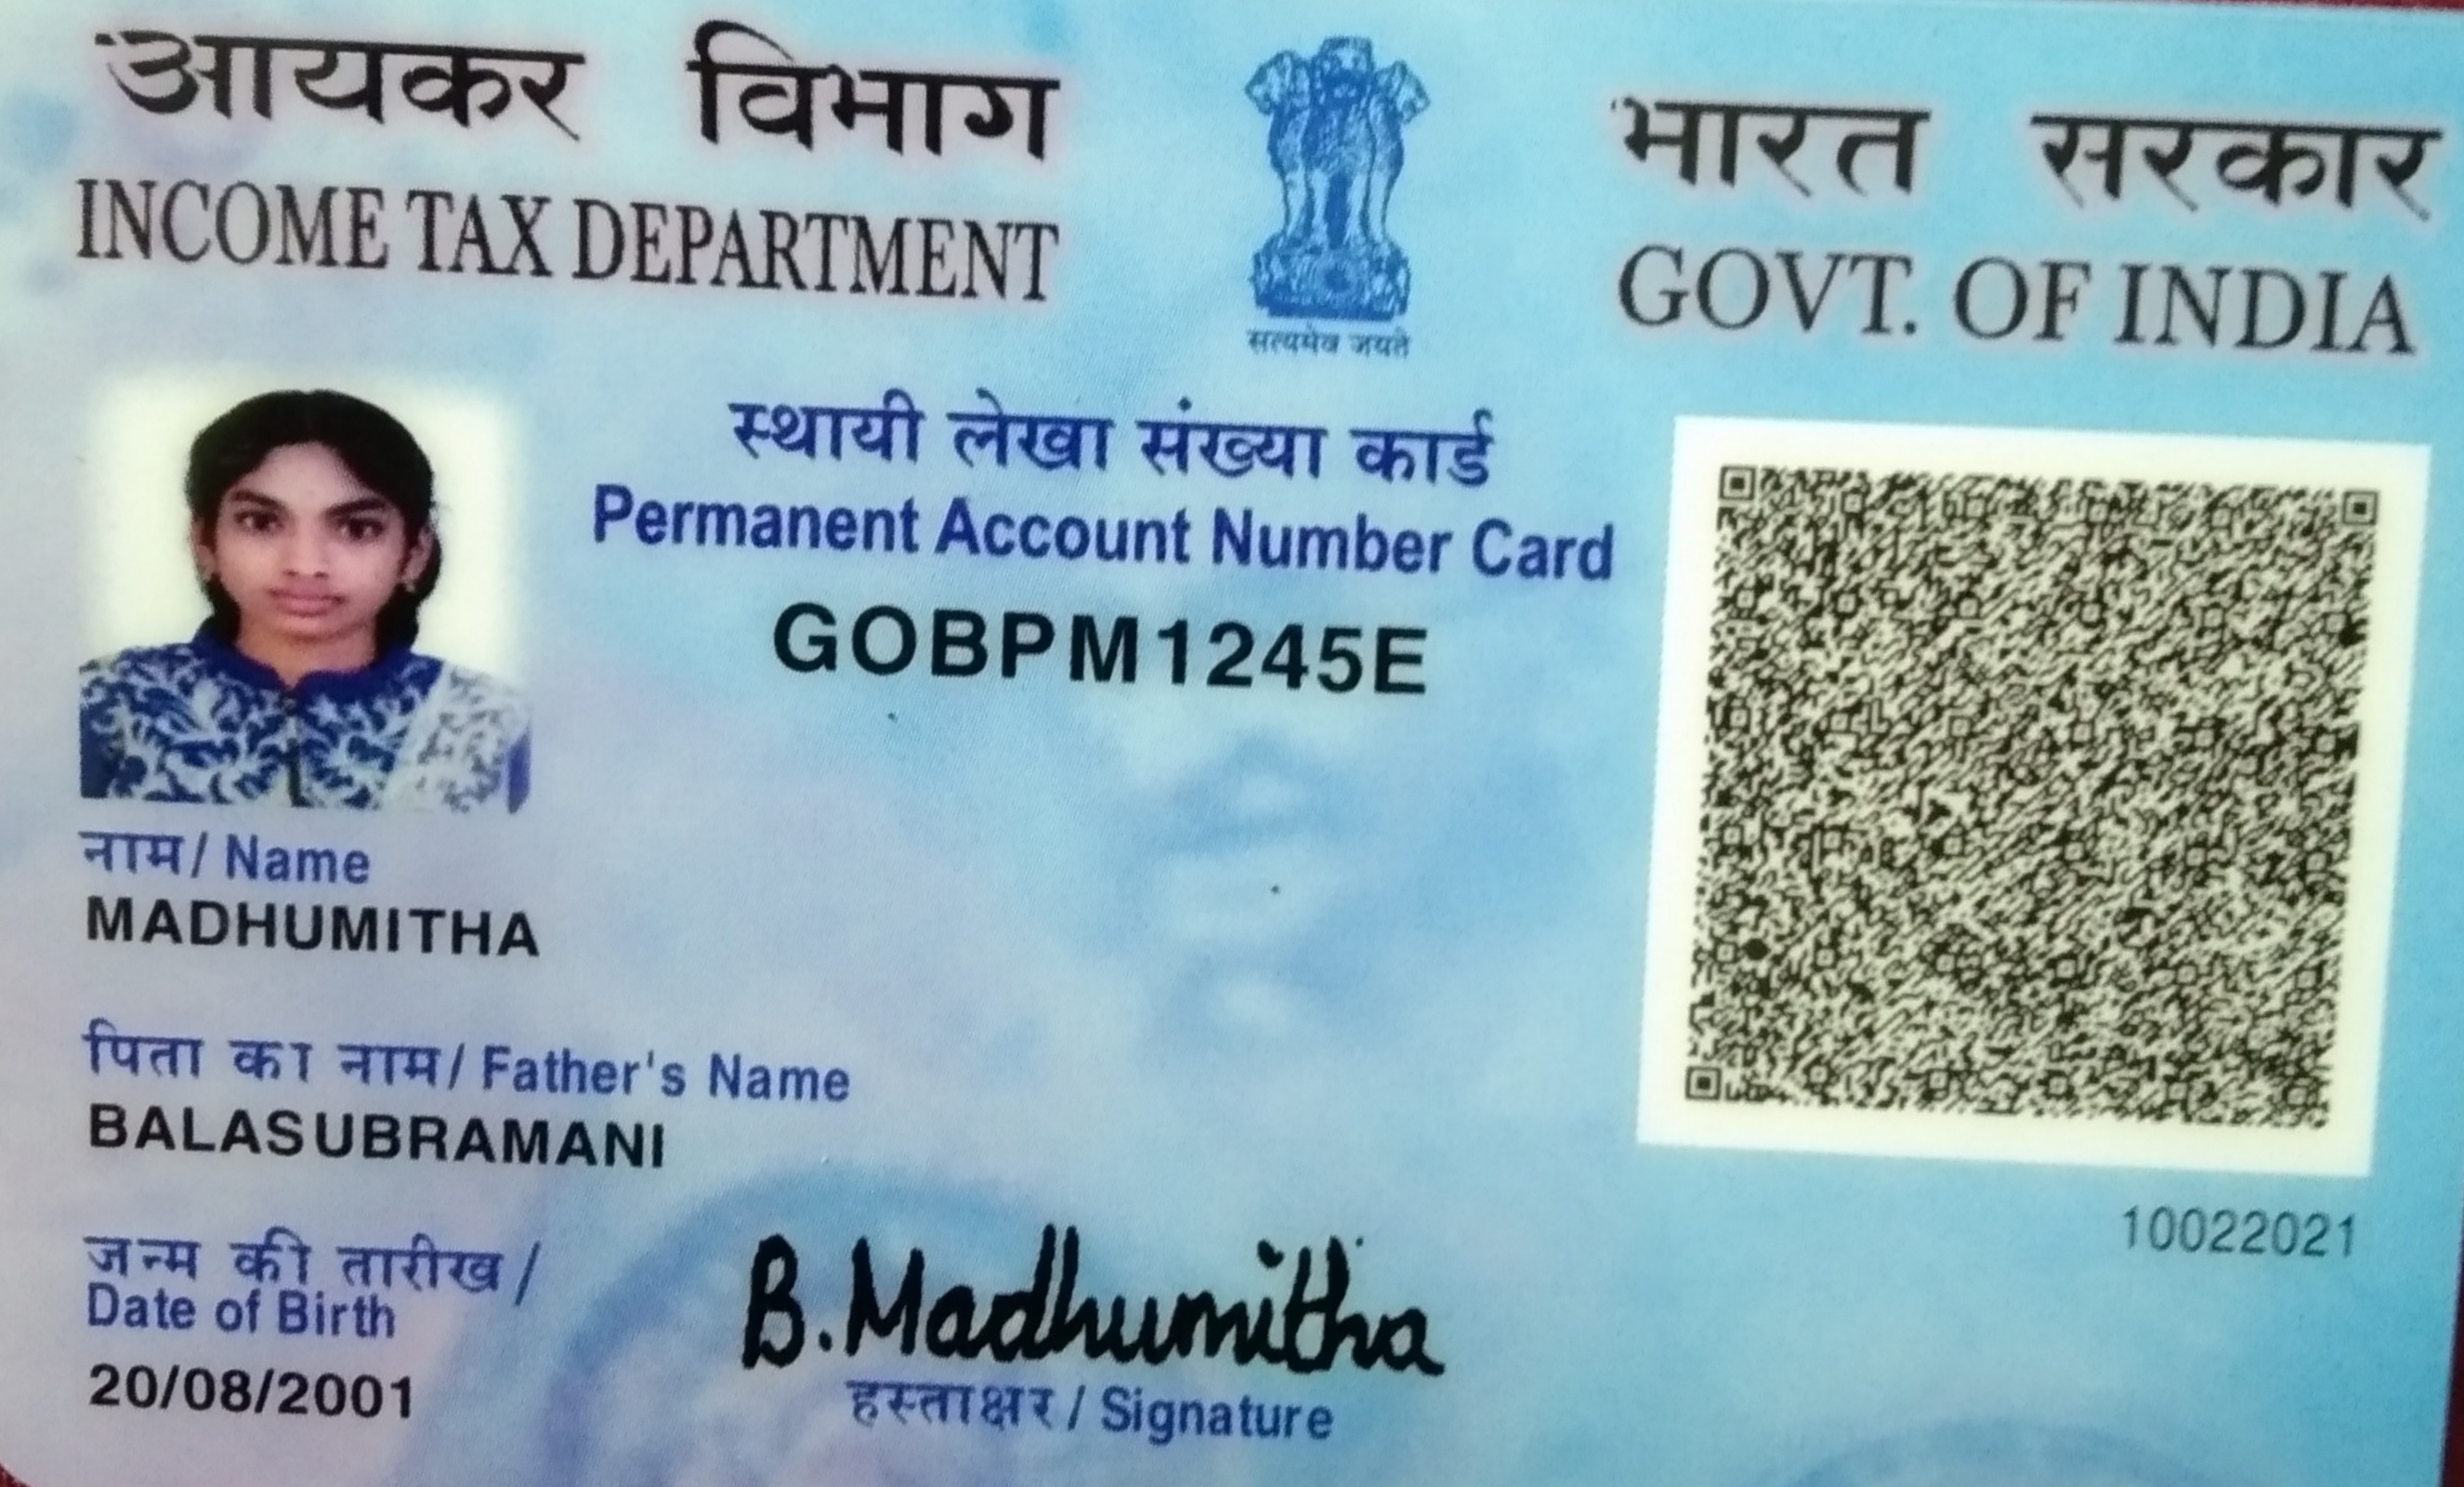 आयकर विभाग
INCOME TAX DEPARTMENT
भारत सरकार
GOVT. OF INDIA
सत्यमेव जयते
स्थायी लेखा संख्या कार्ड
Permanent Account Number Card
GOBPM1245E
नाम/ Name
MADHUMITHA
पिता का नाम/ Father's Name
BALASUBRAMANI
जन्म की तारीख/
Date of Birth
20/08/2001
B.Madhumitha
हस्ताक्षर/ Signature
10022021